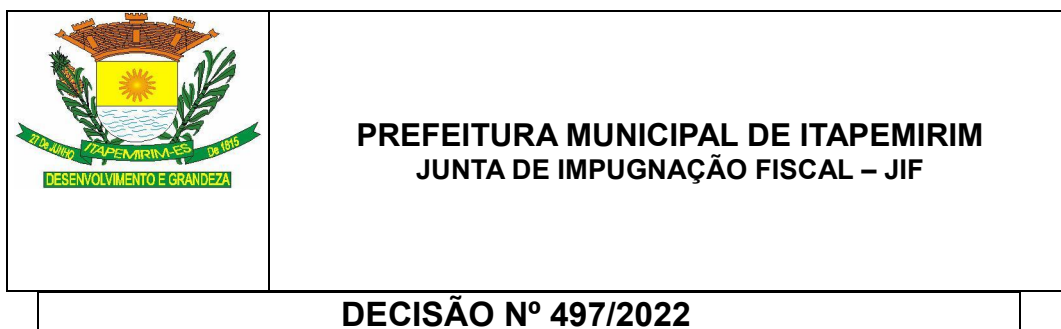 PREFEITURA MUNICIPAL DE ITAPEMIRIM
JUNTA DE IMPUGNAÇÃO FISCAL – JIF
27 De JUNHO ITAPEMIRIM-ES De 1815
DESENVOLVIMENTO E GRANDEZA
DECISÃO Nº 497/2022